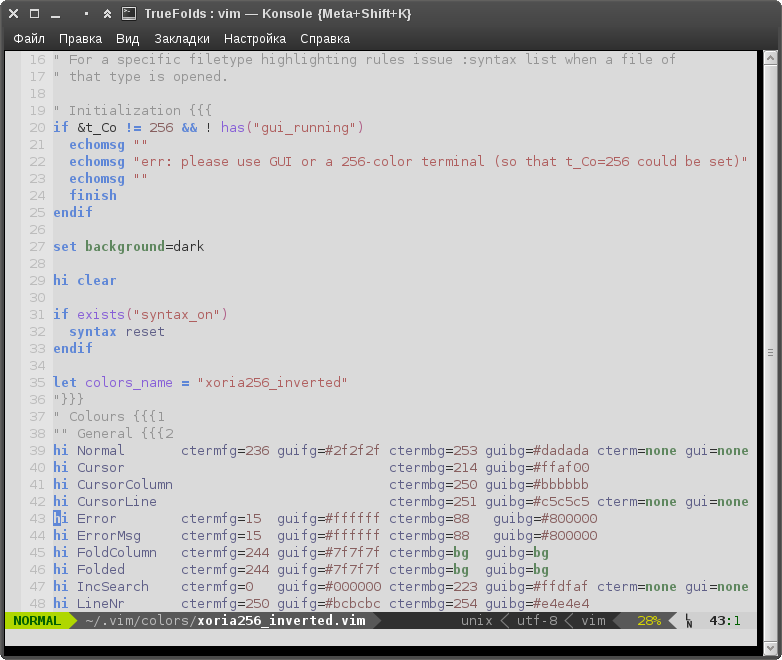 TrueFolds : vim — Konsole {Meta+Shift+K}
Файл Правка Вид Закладки Настройка Справка
16 " For a specific filetype highlighting rules issue :syntax list when a file of
17 " that type is opened.
18
19 " Initialization {{{
20 if &t_Co != 256 && ! has("gui_running")
21   echomsg ""
22   echomsg "err: please use GUI or a 256-color terminal (so that t_Co=256 could be set)"
23   echomsg ""
24   finish
25 endif
26
27 set background=dark
28
29 hi clear
30
31 if exists("syntax_on")
32   syntax reset
33 endif
34
35 let colors_name = "xoria256_inverted"
36 "}}}
37 " Colours {{{1
38 "" General {{{2
39 hi Normal       ctermfg=236 guifg=#2f2f2f ctermbg=253 guibg=#dadada cterm=none gui=none
40 hi Cursor                                 ctermbg=214 guibg=#ffaf00
41 hi CursorColumn                           ctermbg=250 guibg=#bbbbbb
42 hi CursorLine                             ctermbg=251 guibg=#c5c5c5 cterm=none gui=none
43 hi Error        ctermfg=15  guifg=#ffffff ctermbg=88   guibg=#800000
44 hi ErrorMsg     ctermfg=15  guifg=#ffffff ctermbg=88   guibg=#800000
45 hi FoldColumn   ctermfg=244 guifg=#7f7f7f ctermbg=bg  guibg=bg
46 hi Folded       ctermfg=244 guifg=#7f7f7f ctermbg=bg  guibg=bg
47 hi IncSearch    ctermfg=0   guifg=#000000 ctermbg=223 guibg=#ffdfaf cterm=none gui=none
48 hi LineNr       ctermfg=250 guifg=#bcbcbc ctermbg=254 guibg=#e4e4e4
NORMAL ~/.vim/colors/xoria256_inverted.vim unix utf-8 vim 28% LN 43:1